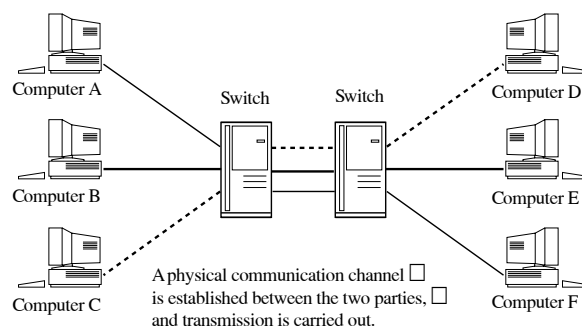 Computer A
Computer D
Switch
Switch
Computer B
Computer E
Computer C
Computer F
A physical communication channel □
is established between the two parties, □
and transmission is carried out.